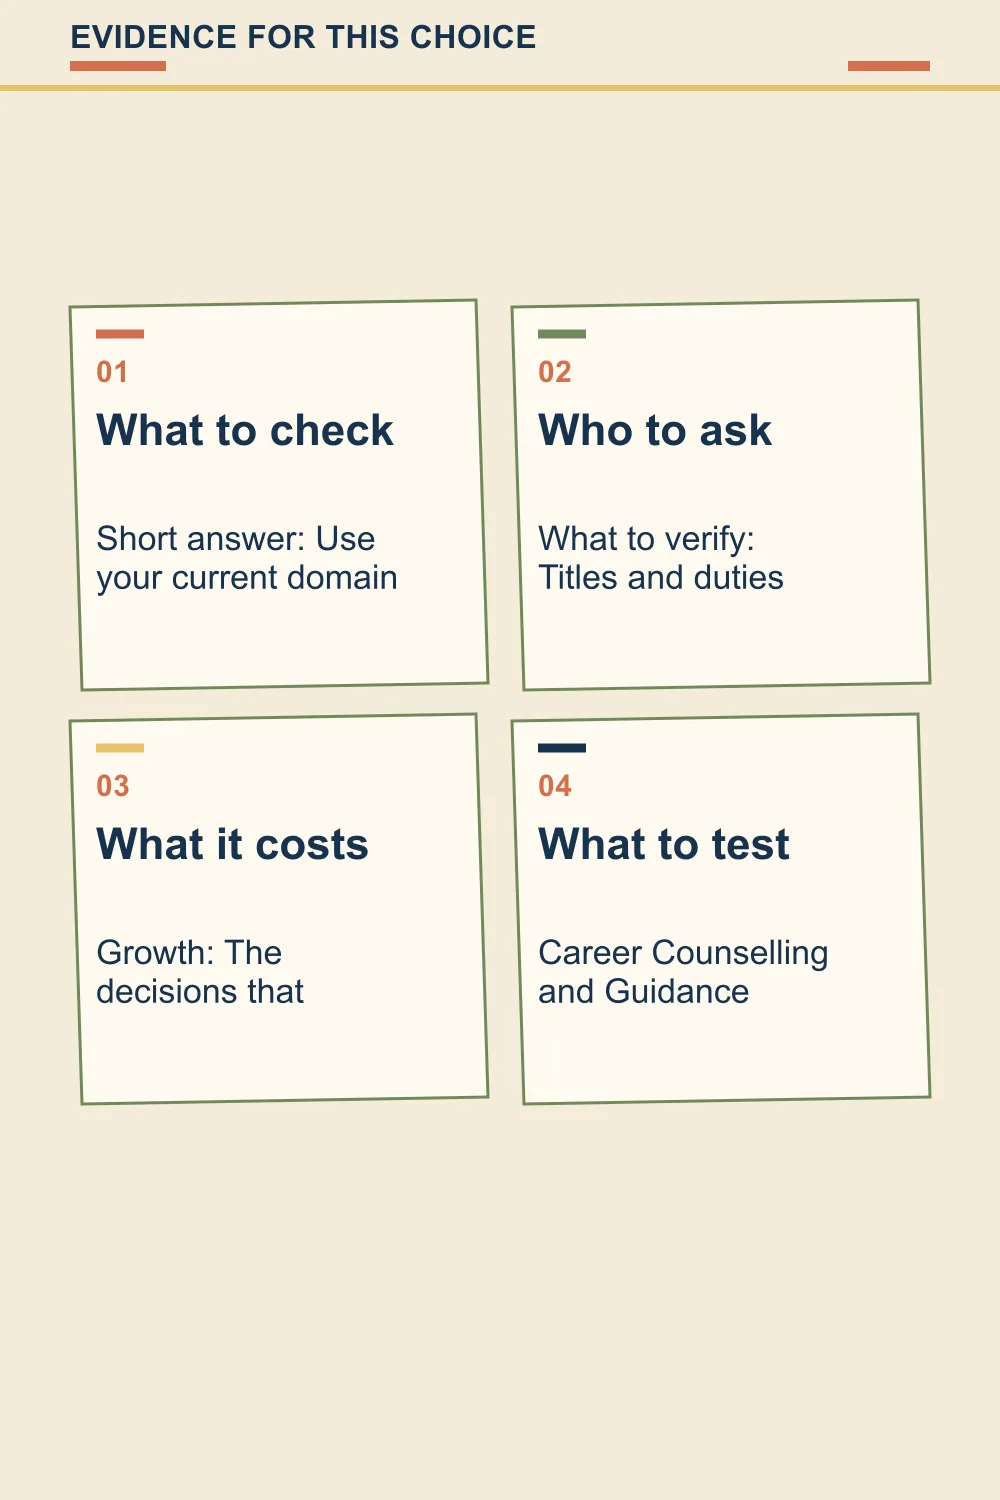 EVIDENCE FOR THIS CHOICE
01
What to check
Short answer: Use
your current domain
02
Who to ask
What to verify:
Titles and duties
03
What it costs
Growth: The
decisions that
04
What to test
Career Counselling
and Guidance